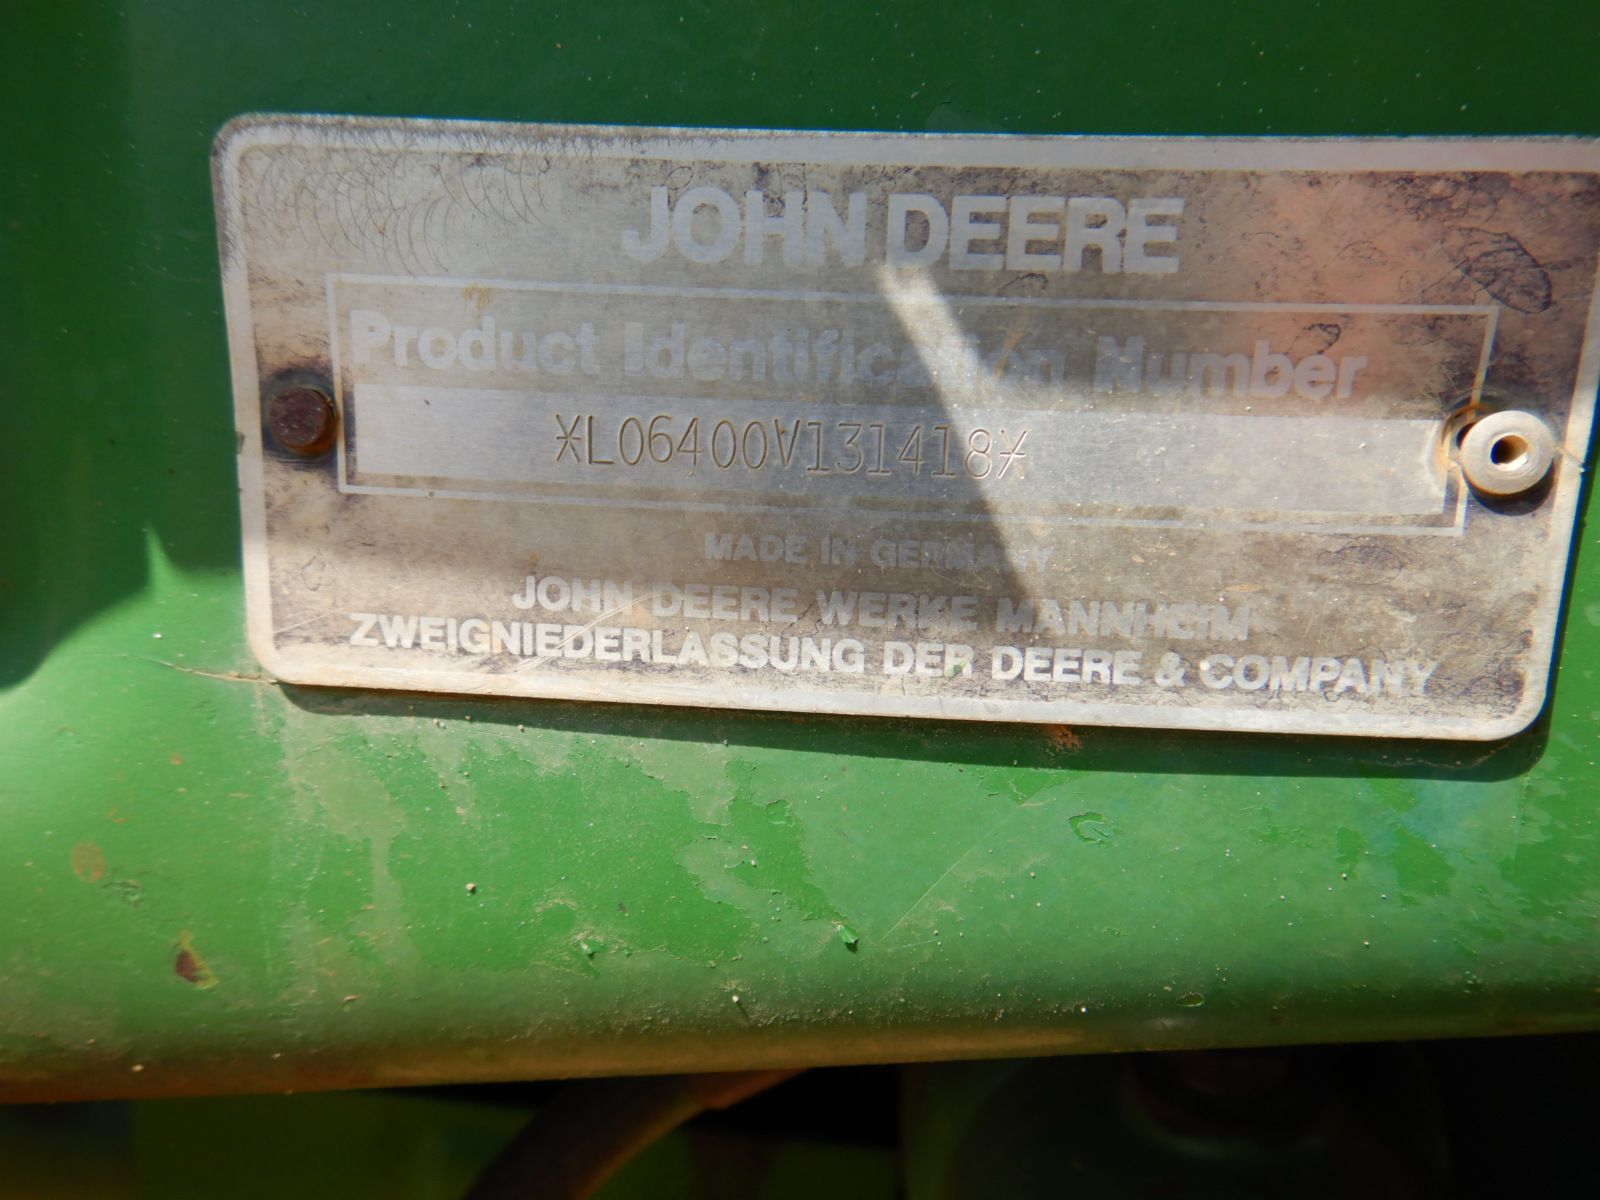 JOHN DEERE
Product Identification Number
*L06400V131418*
MADE IN GERMANY
JOHN DEERE WERKE MANNHEIM
ZWEIGNIEDERLASSUNG DER DEERE & COMPANY